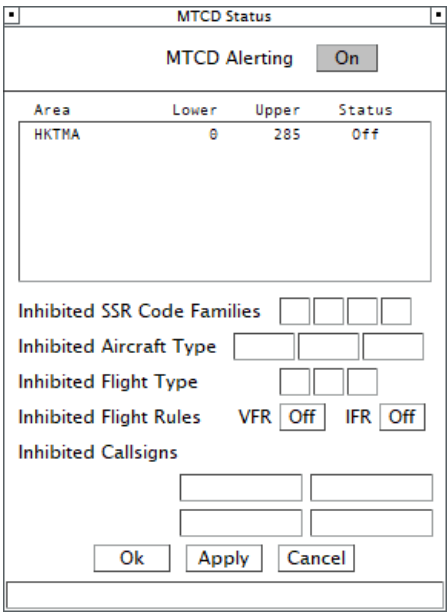 MTCD Status
MTCD Alerting On
Area Lower Upper Status
HKTMA 0 285 Off
Inhibited SSR Code Families
Inhibited Aircraft Type
Inhibited Flight Type
Inhibited Flight Rules VFR Off IFR Off
Inhibited Callsigns
Ok Apply Cancel